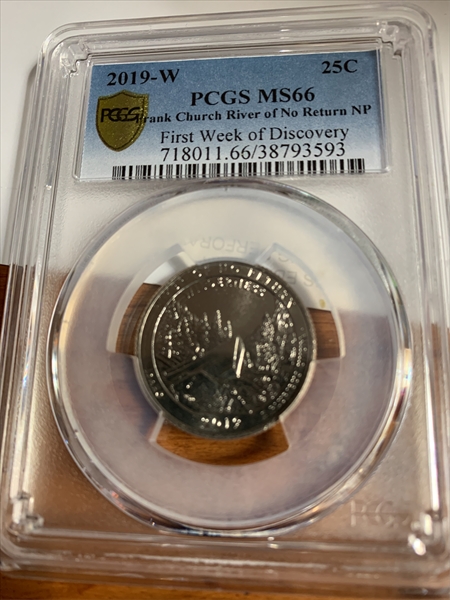 2019-W 25C
PCGS MS66
PCGS
Frank Church River of No Return NP
First Week of Discovery
718011.66/38793593
2019